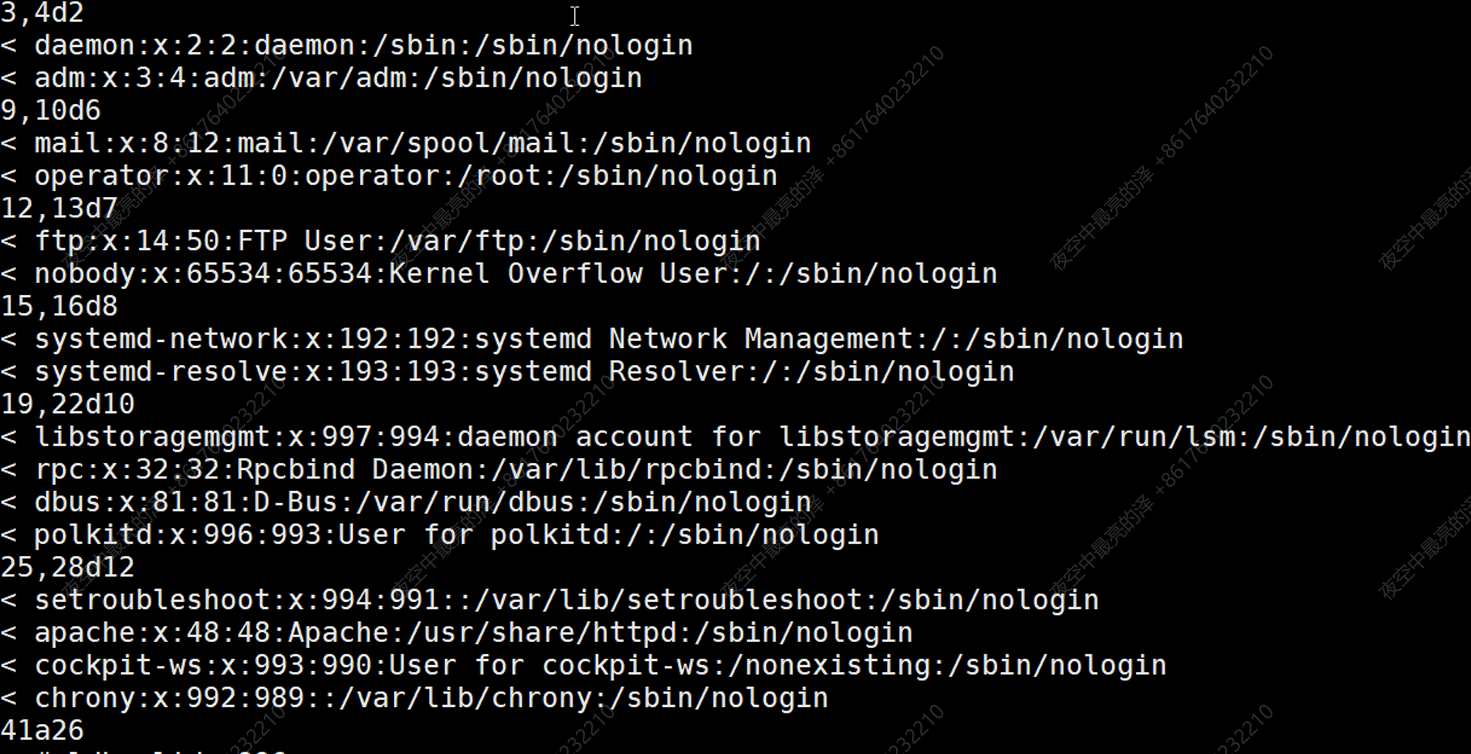 3,4d2
< daemon:x:2:2:daemon:/sbin:/sbin/nologin
< adm:x:3:4:adm:/var/adm:/sbin/nologin
9,10d6
< mail:x:8:12:mail:/var/spool/mail:/sbin/nologin
< operator:x:11:0:operator:/root:/sbin/nologin
12,13d7
< ftp:x:14:50:FTP User:/var/ftp:/sbin/nologin
< nobody:x:65534:65534:Kernel Overflow User:/:/sbin/nologin
15,16d8
< systemd-network:x:192:192:systemd Network Management:/:/sbin/nologin
< systemd-resolve:x:193:193:systemd Resolver:/:/sbin/nologin
19,22d10
< libstoragemgmt:x:997:994:daemon account for libstoragemgmt:/var/run/lsm:/sbin/nologin
< rpc:x:32:32:Rpcbind Daemon:/var/lib/rpcbind:/sbin/nologin
< dbus:x:81:81:D-Bus:/var/run/dbus:/sbin/nologin
< polkitd:x:996:993:User for polkitd:/:/sbin/nologin
25,28d12
< setroubleshoot:x:994:991::/var/lib/setroubleshoot:/sbin/nologin
< apache:x:48:48:Apache:/usr/share/httpd:/sbin/nologin
< cockpit-ws:x:993:990:User for cockpit-ws:/nonexisting:/sbin/nologin
< chrony:x:992:989::/var/lib/chrony:/sbin/nologin
41a26
夜空中最亮的泽 +8617640232210